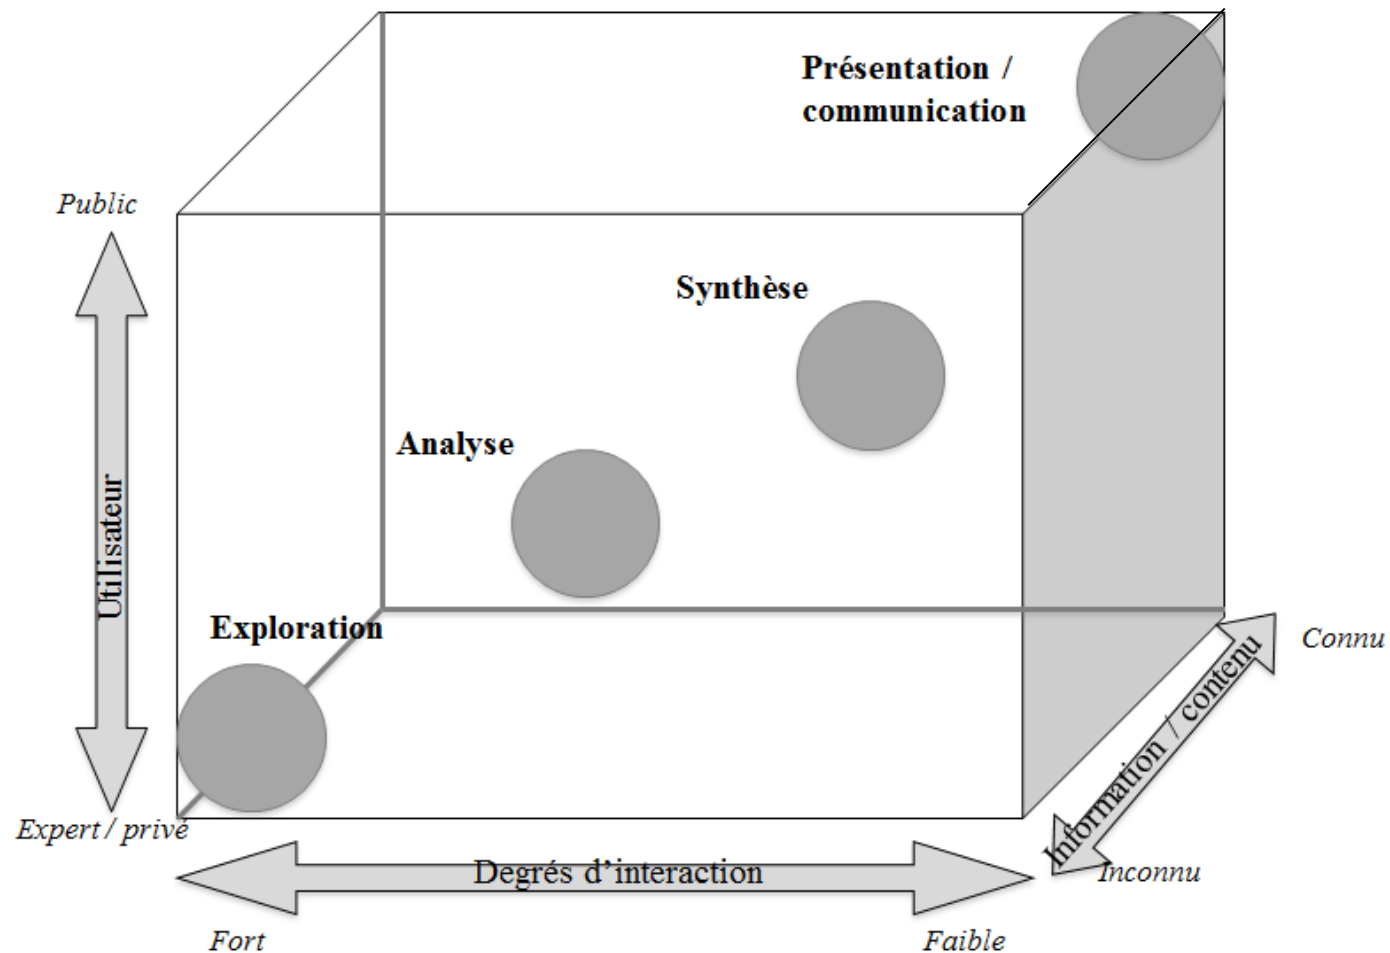 Présentation /
communication
Public
Synthèse
Analyse
Utilisateur
Exploration
Connu
Information / contenu
Expert / privé
Degrés d’interaction
Inconnu
Fort
Faible